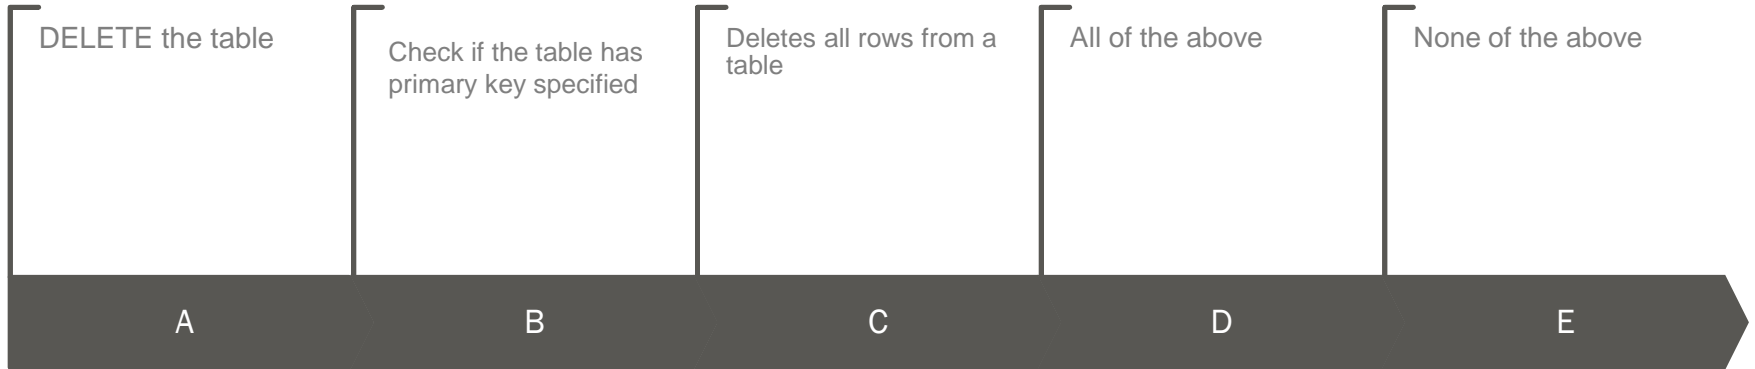 DELETE the table
Check if the table has
primary key specified
Deletes all rows from a
table
All of the above
None of the above
A
B
C
D
E